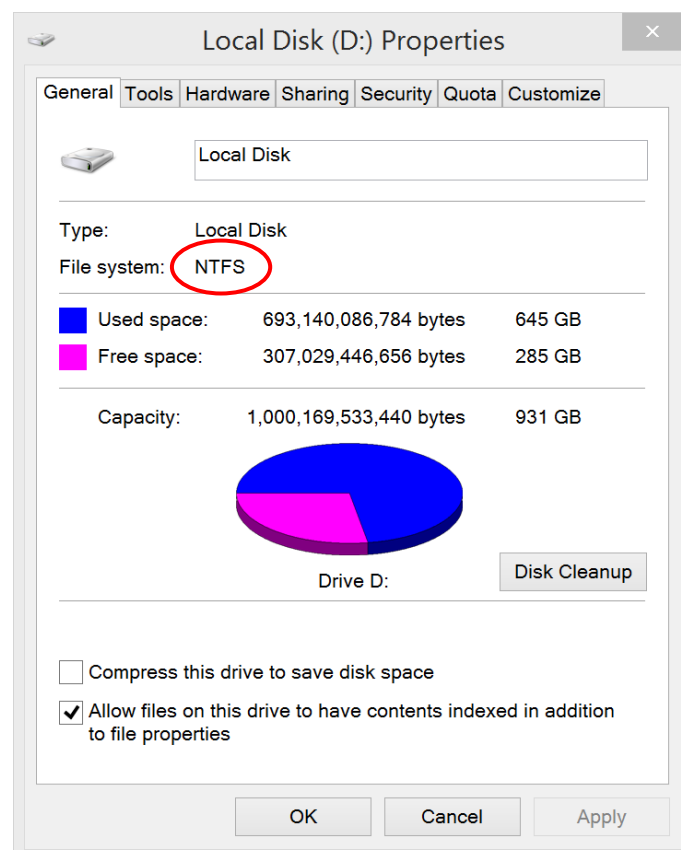 Local Disk (D:) Properties
×
General Tools Hardware Sharing Security Quota Customize
Local Disk
Type: Local Disk
File system: NTFS
Used space: 693,140,086,784 bytes 645 GB
Free space: 307,029,446,656 bytes 285 GB
Capacity: 1,000,169,533,440 bytes 931 GB
Drive D:
Disk Cleanup
Compress this drive to save disk space
Allow files on this drive to have contents indexed in addition
to file properties
OK Cancel Apply